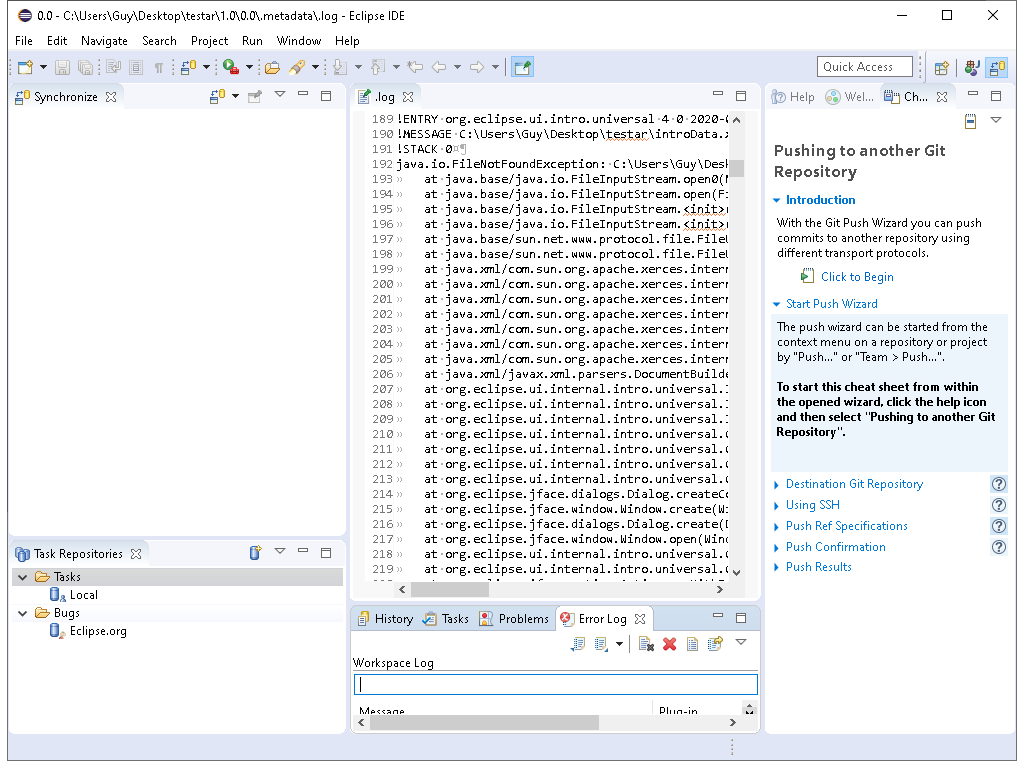 0.0 - C:\Users\Guy\Desktop\testar\1.0\0.0\.metadata\.log - Eclipse IDE
File Edit Navigate Search Project Run Window Help
Quick Access
Synchronize
.log
189 !ENTRY org.eclipse.ui.intro.universal 4 0 2020-0
190 !MESSAGE C:\Users\Guy\Desktop\testar\introData.x
191 !STACK 0
192 java.io.FileNotFoundException: C:\Users\Guy\Desk
193 » at java.base/java.io.FileInputStream.open0(N
194 » at java.base/java.io.FileInputStream.open(Fi
195 » at java.base/java.io.FileInputStream.<init>
196 » at java.base/java.io.FileInputStream.<init>
197 » at java.base/sun.net.www.protocol.file.FileU
198 » at java.base/sun.net.www.protocol.file.FileU
199 » at java.xml/com.sun.org.apache.xerces.intern
200 » at java.xml/com.sun.org.apache.xerces.intern
201 » at java.xml/com.sun.org.apache.xerces.intern
202 » at java.xml/com.sun.org.apache.xerces.intern
203 » at java.xml/com.sun.org.apache.xerces.intern
204 » at java.xml/com.sun.org.apache.xerces.intern
205 » at java.xml/com.sun.org.apache.xerces.intern
206 » at java.xml/javax.xml.parsers.DocumentBuilde
207 » at org.eclipse.ui.internal.intro.universal.I
208 » at org.eclipse.ui.internal.intro.universal.I
209 » at org.eclipse.ui.internal.intro.universal.I
210 » at org.eclipse.ui.internal.intro.universal.C
211 » at org.eclipse.ui.internal.intro.universal.C
212 » at org.eclipse.ui.internal.intro.universal.C
213 » at org.eclipse.ui.internal.intro.universal.C
214 » at org.eclipse.jface.dialogs.Dialog.createCo
215 » at org.eclipse.jface.window.Window.create(Wi
216 » at org.eclipse.jface.dialogs.Dialog.create(D
217 » at org.eclipse.jface.window.Window.open(Wind
218 » at org.eclipse.ui.internal.intro.universal.C
219 » at org.eclipse.ui.internal.intro.universal.C
Help Wel... Ch...
Pushing to another Git
Repository
Introduction
With the Git Push Wizard you can push
commits to another repository using
different transport protocols.
Click to Begin
Start Push Wizard
The push wizard can be started from the
context menu on a repository or project
by "Push..." or "Team > Push...".
To start this cheat sheet from within
the opened wizard, click the help icon
and then select "Pushing to another Git
Repository".
Destination Git Repository
Using SSH
Push Ref Specifications
Push Confirmation
Push Results
Task Repositories
Tasks
Local
Bugs
Eclipse.org
History Tasks Problems Error Log
Workspace Log
Message Plug-in